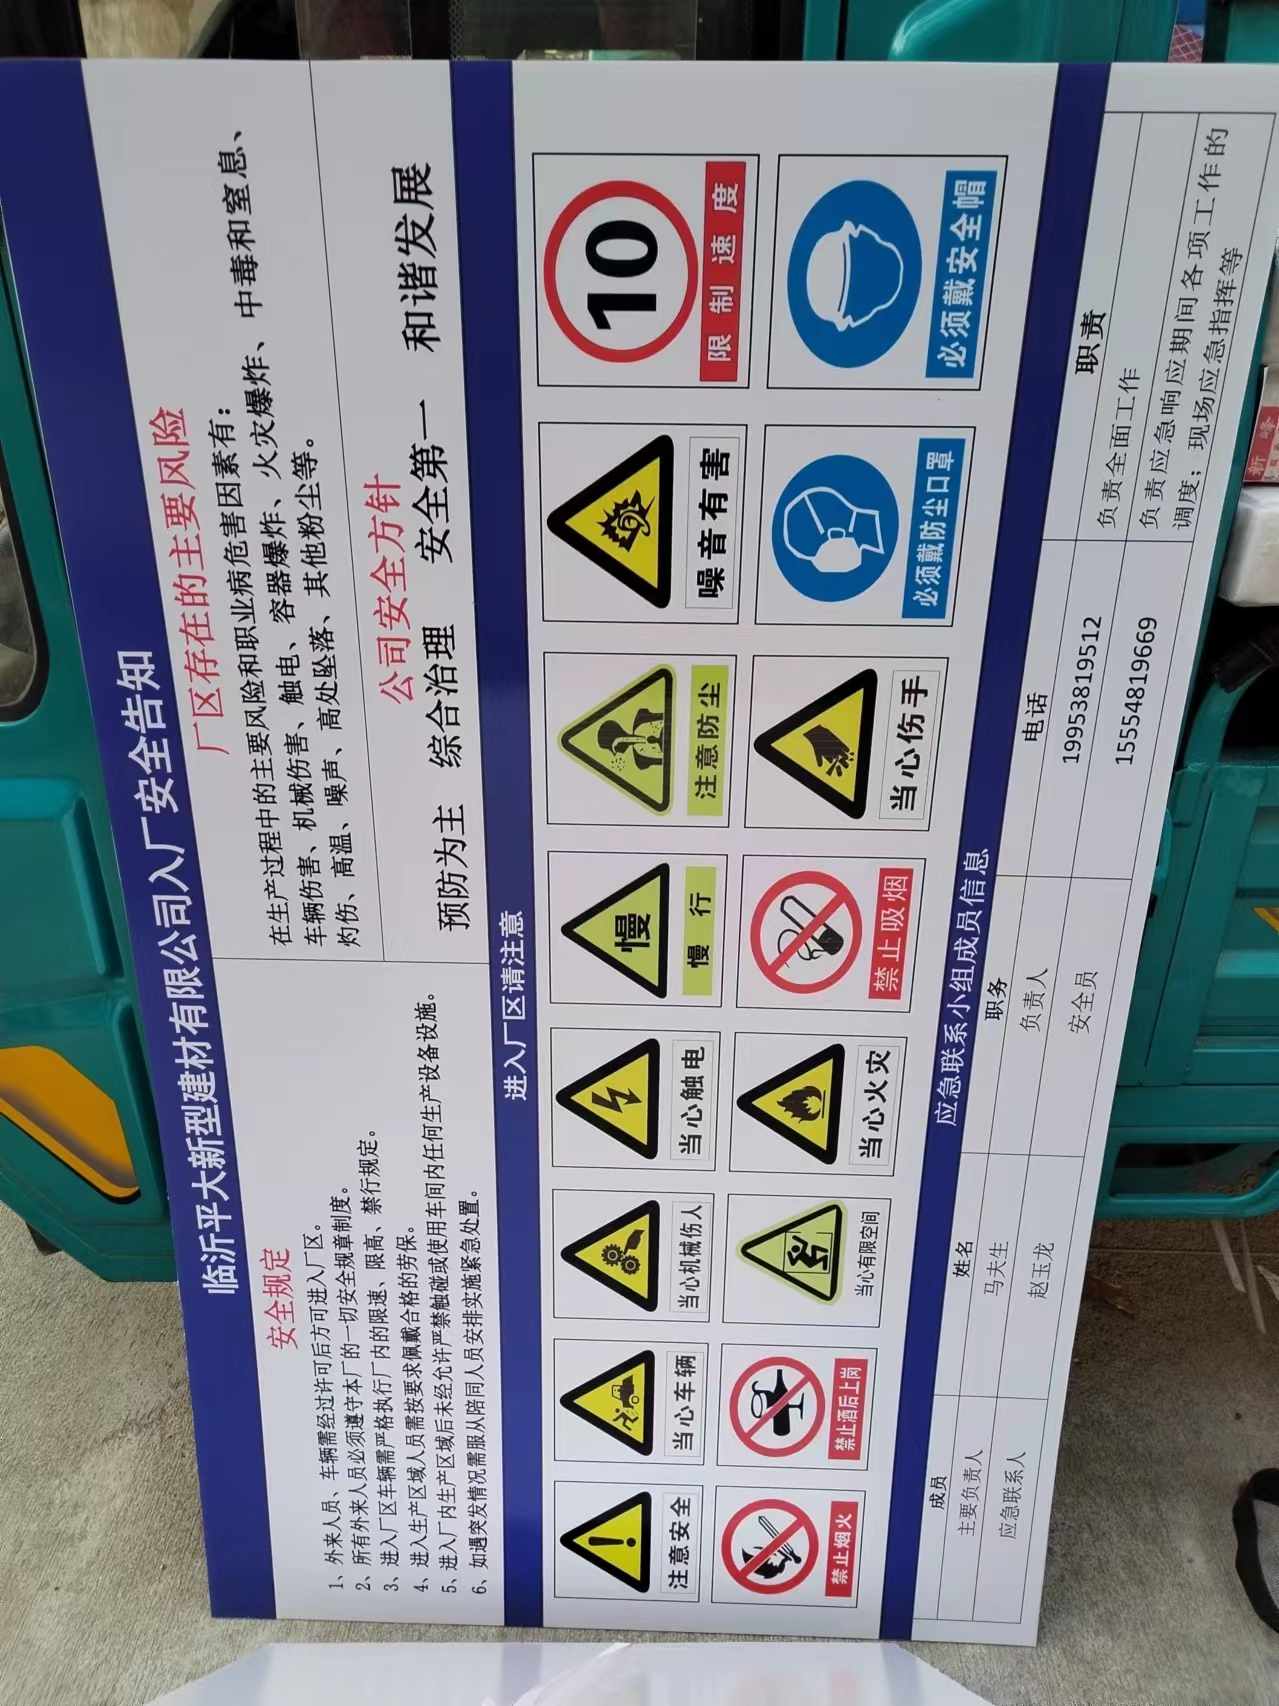 临沂平大新型建材有限公司入厂安全告知
安全规定
1、外来人员、车辆需经过许可后方可进入厂区。
2、所有外来人员必须遵守本厂的一切安全规章制度。
3、进入厂区车辆需严格执行厂内的限速、限高、禁行规定。
4、进入生产区域人员需按要求佩戴合格的劳保。
5、进入厂内生产区域后未经允许严禁触碰或使用车间内任何生产设备设施。
6、如遇突发情况需服从陪同人员安排实施紧急处置。
厂区存在的主要风险
在生产过程中的主要风险和职业病危害因素有:
车辆伤害、机械伤害、触电、容器爆炸、火灾爆炸、中毒和窒息、
灼伤、高温、噪声、高处坠落、其他粉尘等。
公司安全方针
预防为主 综合治理 安全第一 和谐发展
进入厂区请注意
注意安全
当心车辆
当心机械伤人
当心触电
慢
慢行
注意防尘
噪音有害
10
限制速度
禁止烟火
禁止酒后上岗
当心有限空间
当心火灾
禁止吸烟
当心伤手
必须戴防尘口罩
必须戴安全帽
应急联系小组成员信息
成员 姓名 职务 电话 职责
主要负责人 马夫生 负责人 19953819512 负责全面工作
应急联系人 赵玉龙 安全员 15554819669 负责应急响应期间各项工作的
调度；现场应急指挥等